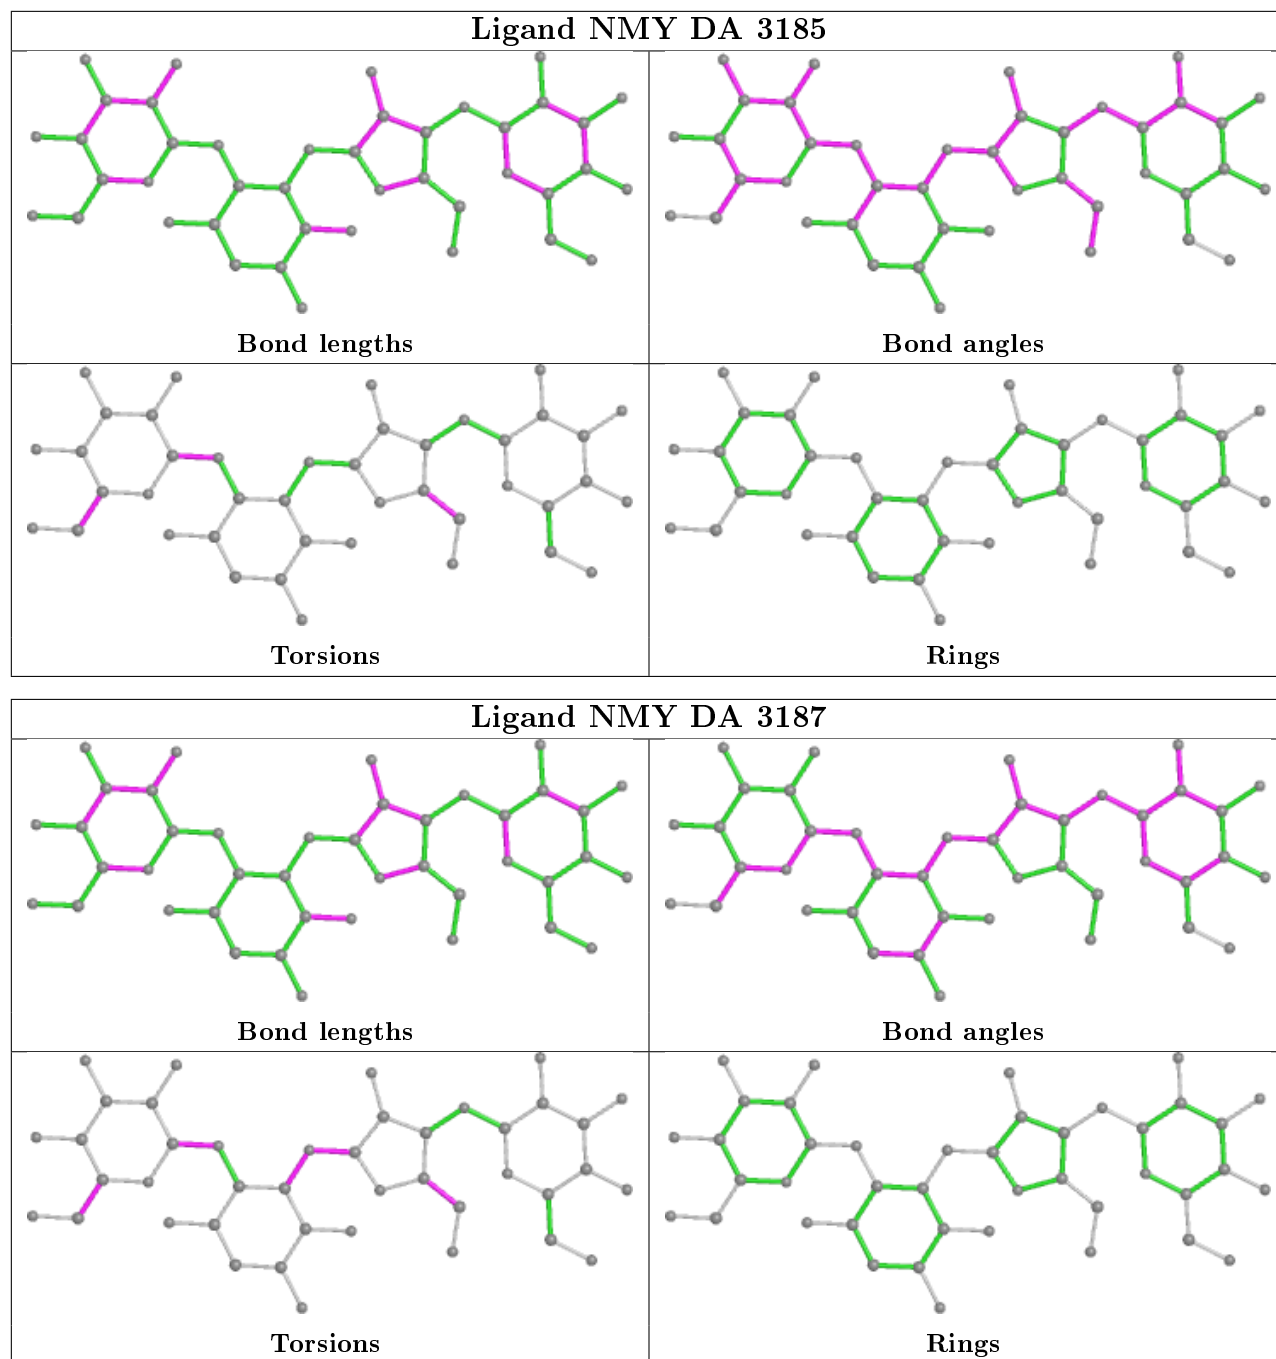 Ligand NMY DA 3185
Bond lengths
Bond angles
Torsions
Rings
Ligand NMY DA 3187
Bond lengths
Bond angles
Torsions
Rings